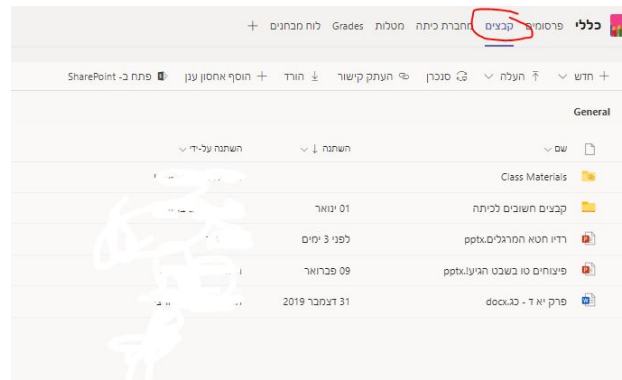 כללי פרסומים קבצים מחברת כיתה מטלות Grades לוח מבחנים +
+ חדש העלה סנכרן העתק קישור הורד + הוסף אחסון ענן פתח ב- SharePoint
General
שם השתנה ↓ השתנה על-ידי
Class Materials
קבצים חשובים לכיתה 01 ינואר
רדיו חטא המרגלים.pptx לפני 3 ימים
פיצוחים טו בשבט הגיע!.pptx 09 פברואר
פרק יא ד - כג.docx 31 דצמבר 2019